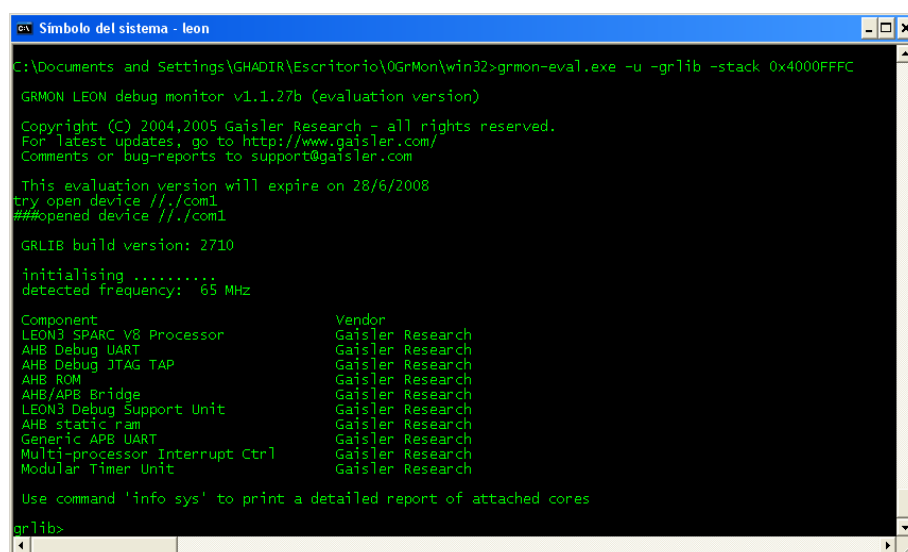 Símbolo del sistema - leon
C:\Documents and Settings\GHADIR\Escritorio\0GrMon\win32>grmon-eval.exe -u -grlib -stack 0x4000FFFC
GRMON LEON debug monitor v1.1.27b (evaluation version)
Copyright (C) 2004,2005 Gaisler Research - all rights reserved.
For latest updates, go to http://www.gaisler.com/
Comments or bug-reports to support@gaisler.com
This evaluation version will expire on 28/6/2008
try open device //./com1
###opened device //./com1
GRLIB build version: 2710
initialising ..........
detected frequency:  65 MHz
Component Vendor
LEON3 SPARC V8 Processor Gaisler Research
AHB Debug UART Gaisler Research
AHB Debug JTAG TAP Gaisler Research
AHB ROM Gaisler Research
AHB/APB Bridge Gaisler Research
LEON3 Debug Support Unit Gaisler Research
AHB static ram Gaisler Research
Generic APB UART Gaisler Research
Multi-processor Interrupt Ctrl Gaisler Research
Modular Timer Unit Gaisler Research
Use command 'info sys' to print a detailed report of attached cores
grlib>